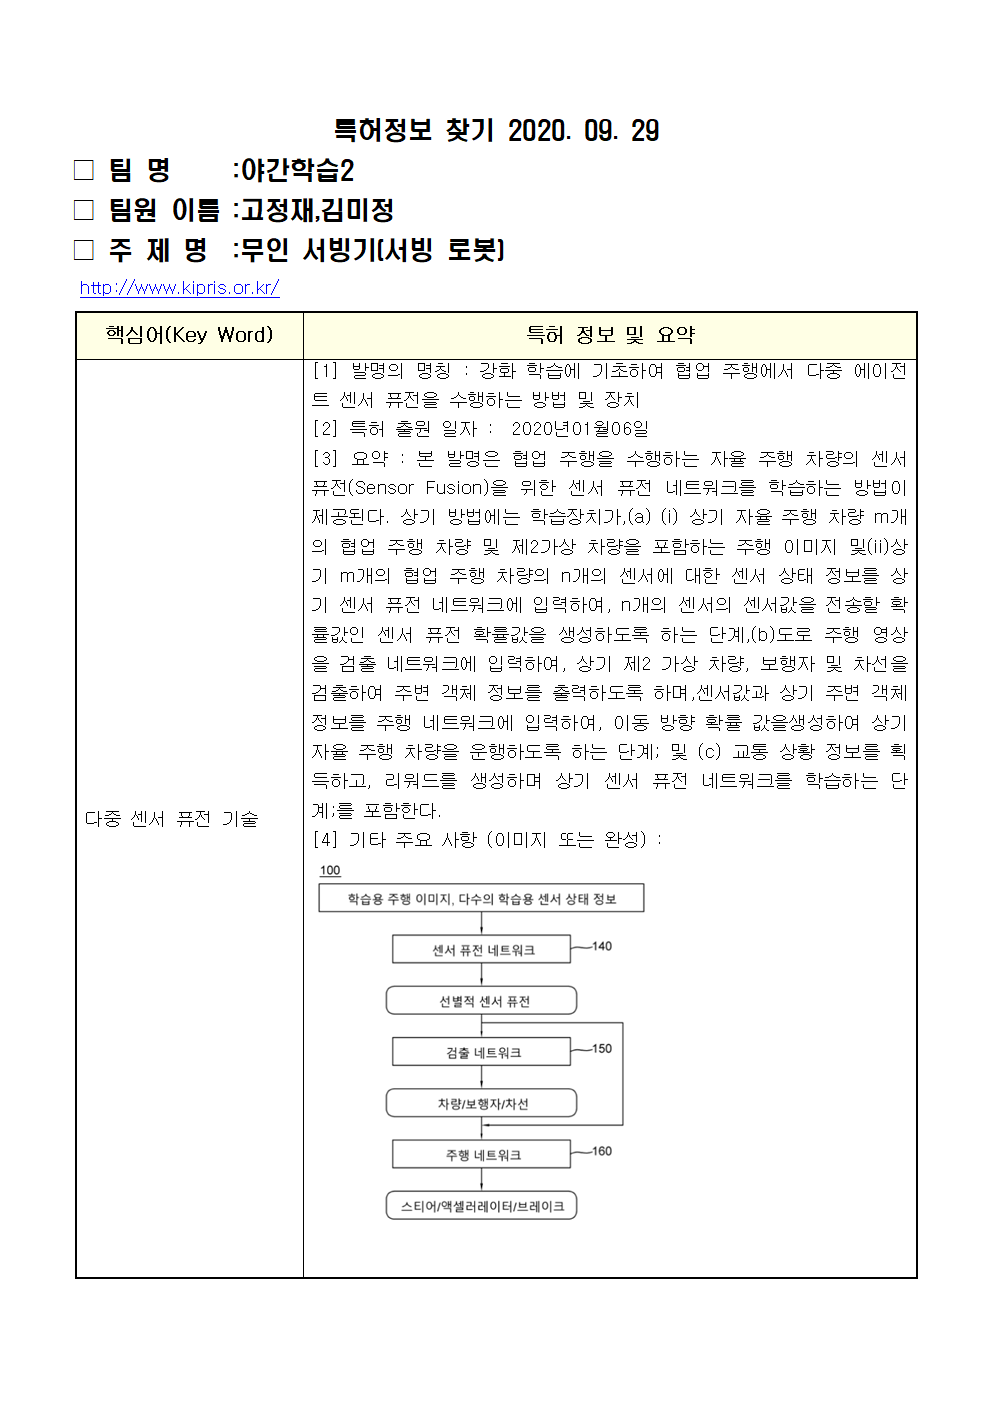 특허정보 찾기 2020. 09. 29
□ 팀 명 :야간학습2
□ 팀원 이름 :고정재,김미정
□ 주 제 명 :무인 서빙기(서빙 로봇)
http://www.kipris.or.kr/
핵심어(Key Word)
특허 정보 및 요약
다중 센서 퓨전 기술
[1] 발명의 명칭 : 강화 학습에 기초하여 협업 주행에서 다중 에이전
트 센서 퓨전을 수행하는 방법 및 장치
[2] 특허 출원 일자 : 2020년01월06일
[3] 요약 : 본 발명은 협업 주행을 수행하는 자율 주행 차량의 센서
퓨전(Sensor Fusion)을 위한 센서 퓨전 네트워크를 학습하는 방법이
제공된다. 상기 방법에는 학습장치가,(a) (i) 상기 자율 주행 차량 m개
의 협업 주행 차량 및 제2가상 차량을 포함하는 주행 이미지 및(ii)상
기 m개의 협업 주행 차량의 n개의 센서에 대한 센서 상태 정보를 상
기 센서 퓨전 네트워크에 입력하여, n개의 센서의 센서값을 전송할 확
률값인 센서 퓨전 확률값을 생성하도록 하는 단계,(b)도로 주행 영상
을 검출 네트워크에 입력하여, 상기 제2 가상 차량, 보행자 및 차선을
검출하여 주변 객체 정보를 출력하도록 하며,센서값과 상기 주변 객체
정보를 주행 네트워크에 입력하여, 이동 방향 확률 값을생성하여 상기
자율 주행 차량을 운행하도록 하는 단계; 및 (c) 교통 상황 정보를 획
득하고, 리워드를 생성하며 상기 센서 퓨전 네트워크를 학습하는 단
계;를 포함한다.
[4] 기타 주요 사항 (이미지 또는 완성) :
100
학습용 주행 이미지, 다수의 학습용 센서 상태 정보
센서 퓨전 네트워크
140
선별적 센서 퓨전
검출 네트워크
150
차량/보행자/차선
주행 네트워크
160
스티어/액셀러레이터/브레이크